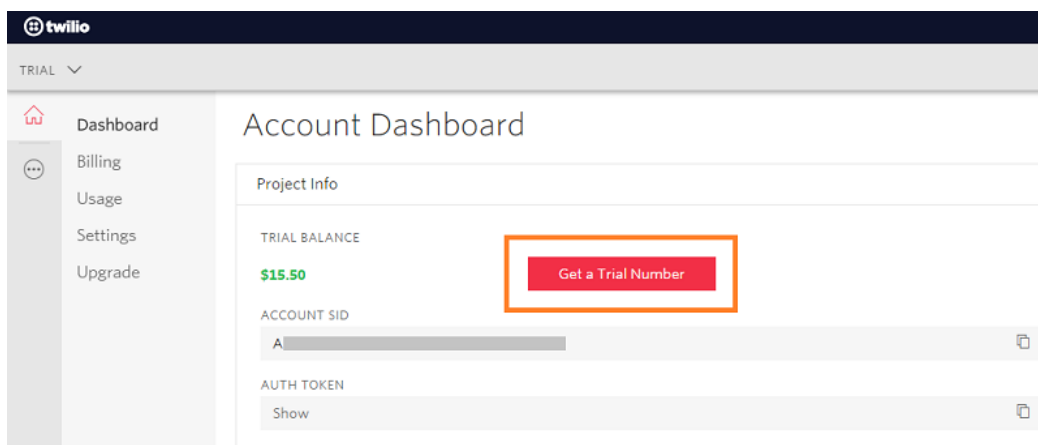 twilio
TRIAL
Dashboard
Billing
Usage
Settings
Upgrade
Account Dashboard
Project Info
TRIAL BALANCE
$15.50
Get a Trial Number
ACCOUNT SID
A
AUTH TOKEN
Show